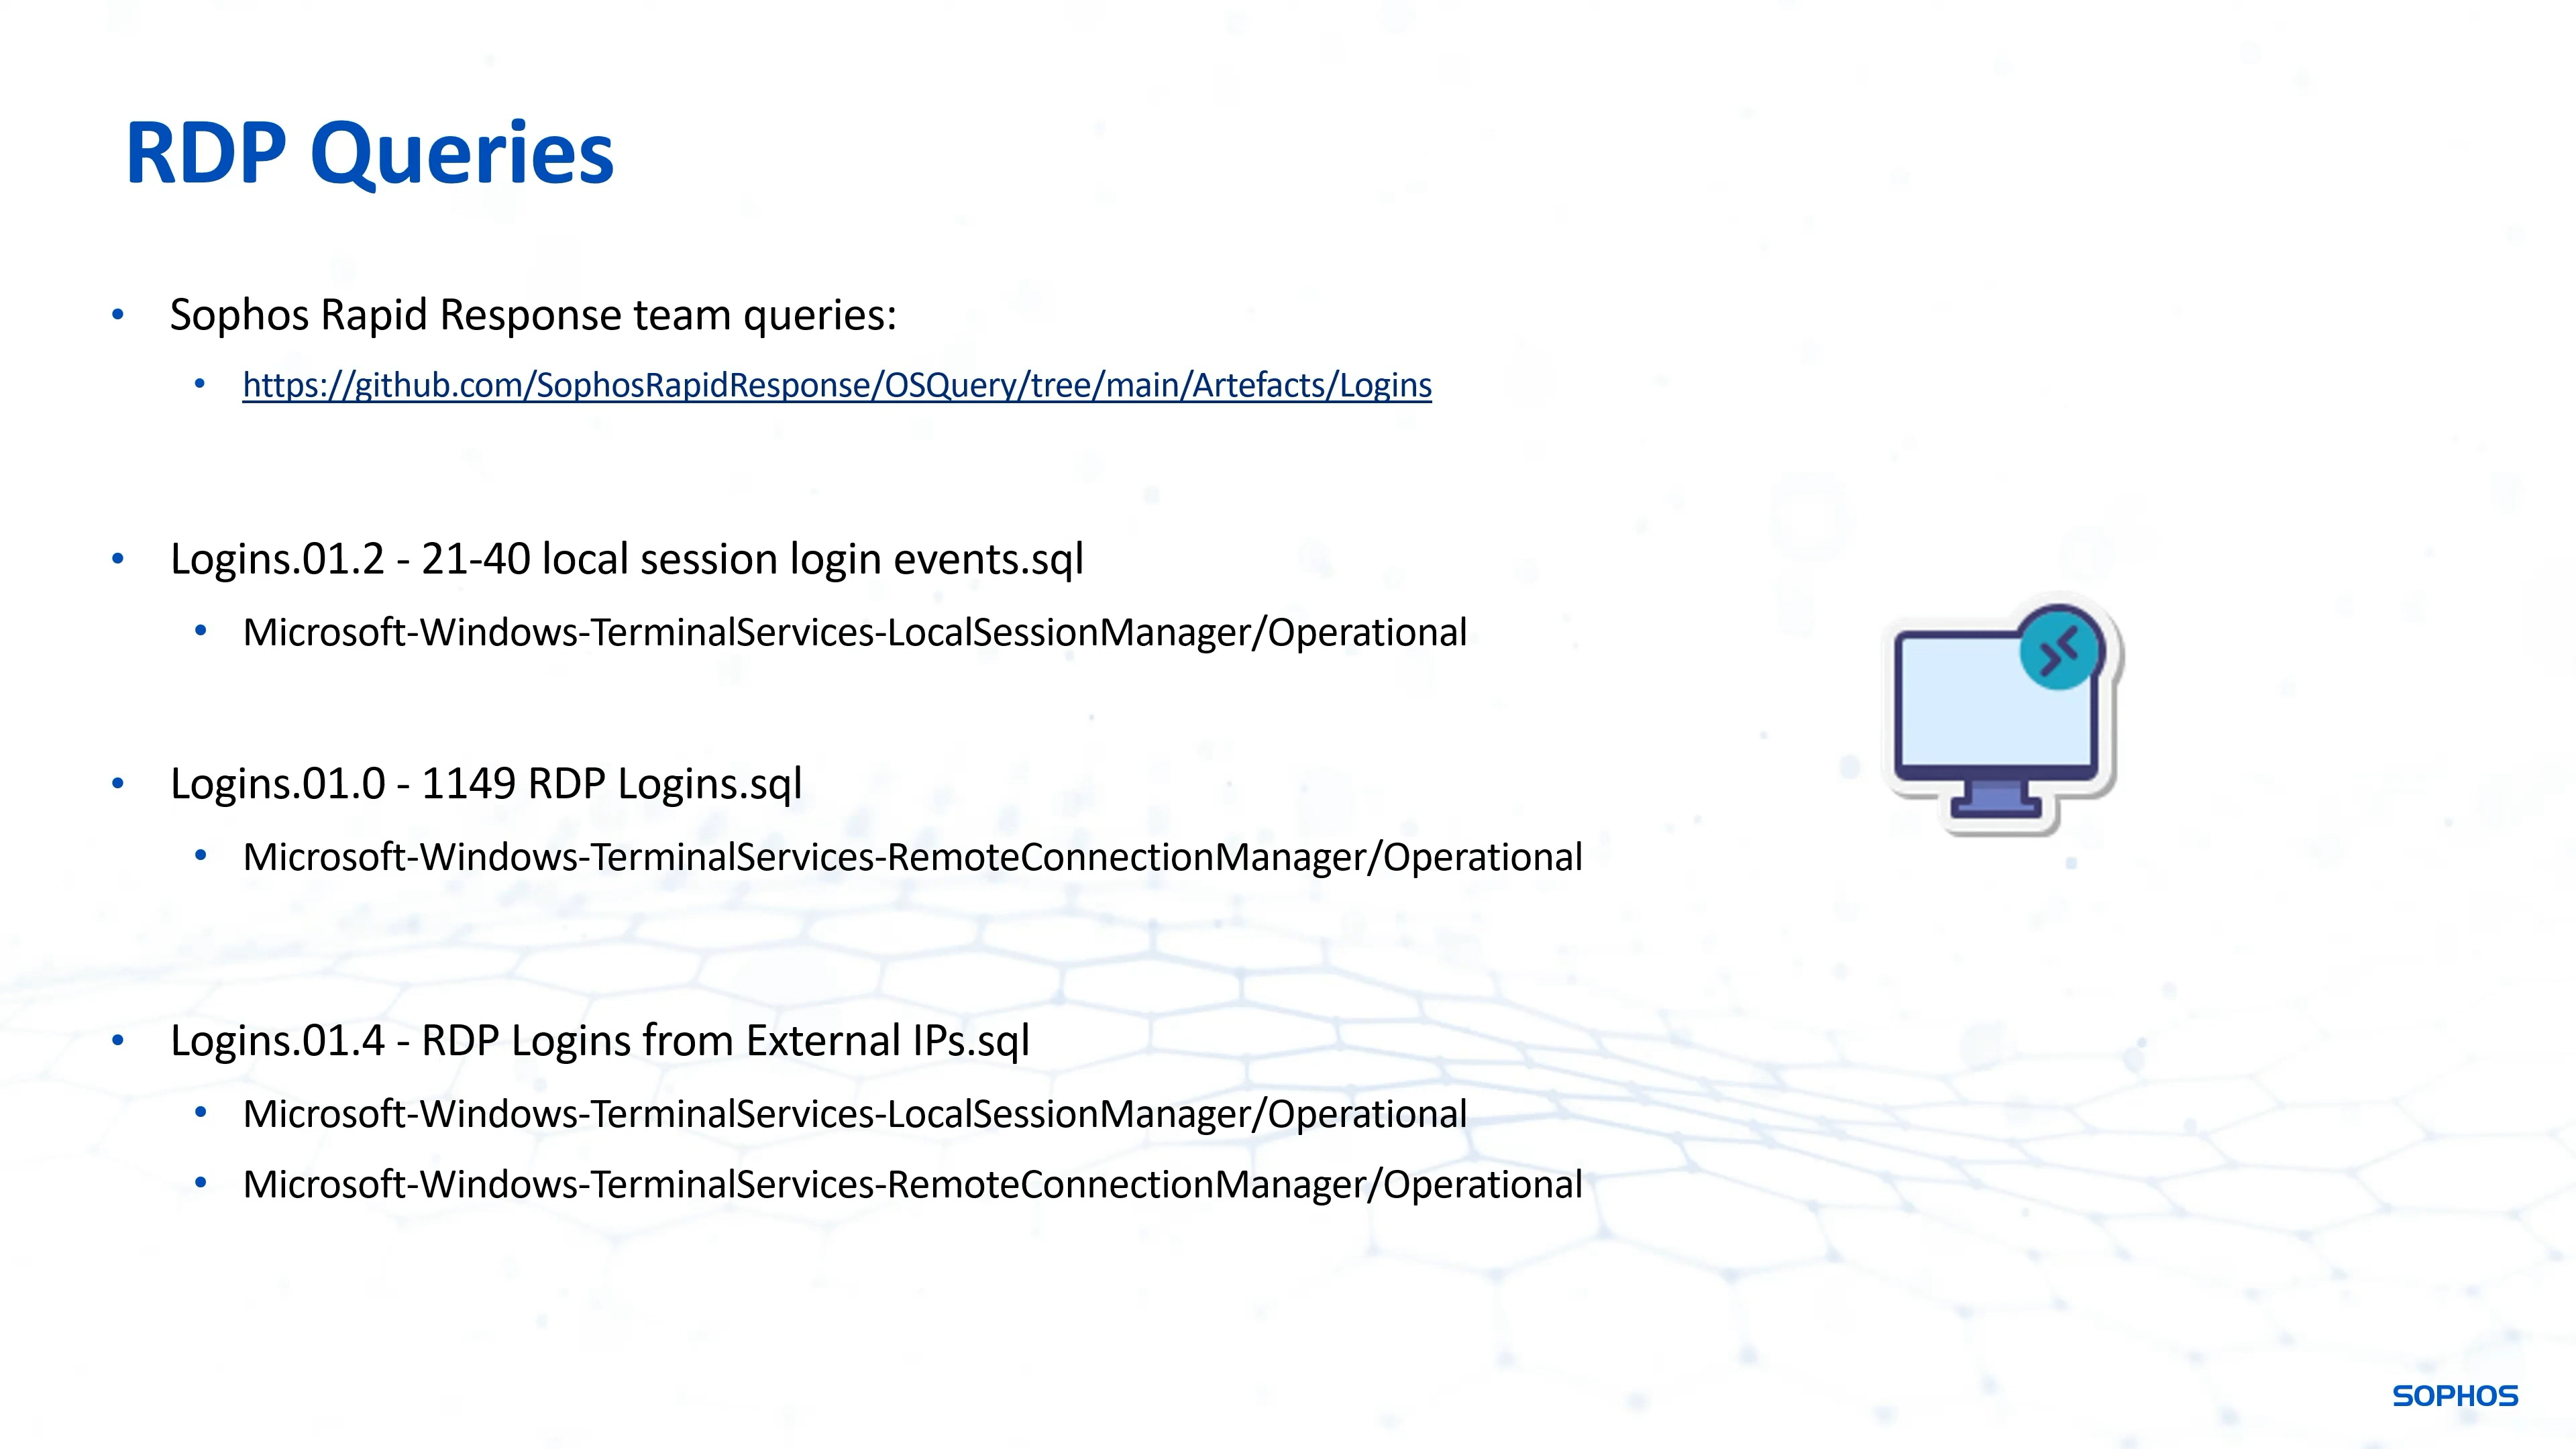 RDP Queries
• Sophos Rapid Response team queries:
• https://github.com/SophosRapidResponse/OSQuery/tree/main/Artefacts/Logins
• Logins.01.2 - 21-40 local session login events.sql
• Microsoft-Windows-TerminalServices-LocalSessionManager/Operational
• Logins.01.0 - 1149 RDP Logins.sql
• Microsoft-Windows-TerminalServices-RemoteConnectionManager/Operational
• Logins.01.4 - RDP Logins from External IPs.sql
• Microsoft-Windows-TerminalServices-LocalSessionManager/Operational
• Microsoft-Windows-TerminalServices-RemoteConnectionManager/Operational
SOPHOS